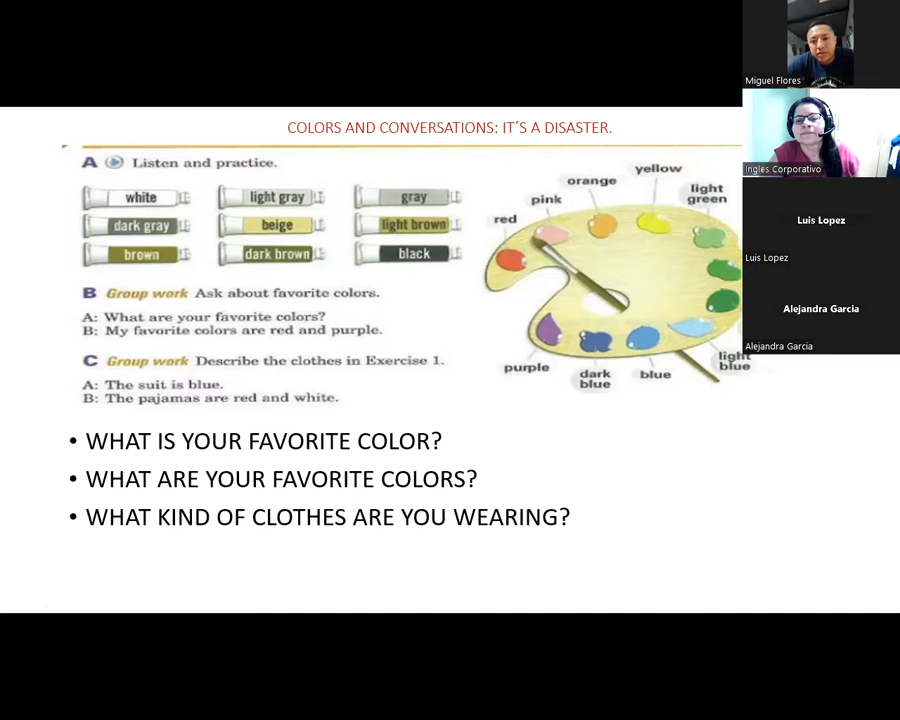 COLORS AND CONVERSATIONS: IT´S A DISASTER.
A Listen and practice.
white light gray gray
dark gray beige light brown
brown dark brown black
red
pink
orange
yellow
light
green
purple
dark
blue
blue
light
blue
B Group work Ask about favorite colors.
A: What are your favorite colors?
B: My favorite colors are red and purple.
C Group work Describe the clothes in Exercise 1.
A: The suit is blue.
B: The pajamas are red and white.
• WHAT IS YOUR FAVORITE COLOR?
• WHAT ARE YOUR FAVORITE COLORS?
• WHAT KIND OF CLOTHES ARE YOU WEARING?
Miguel Flores
Ingles Corporativo
Luis Lopez
Luis Lopez
Alejandra Garcia
Alejandra Garcia